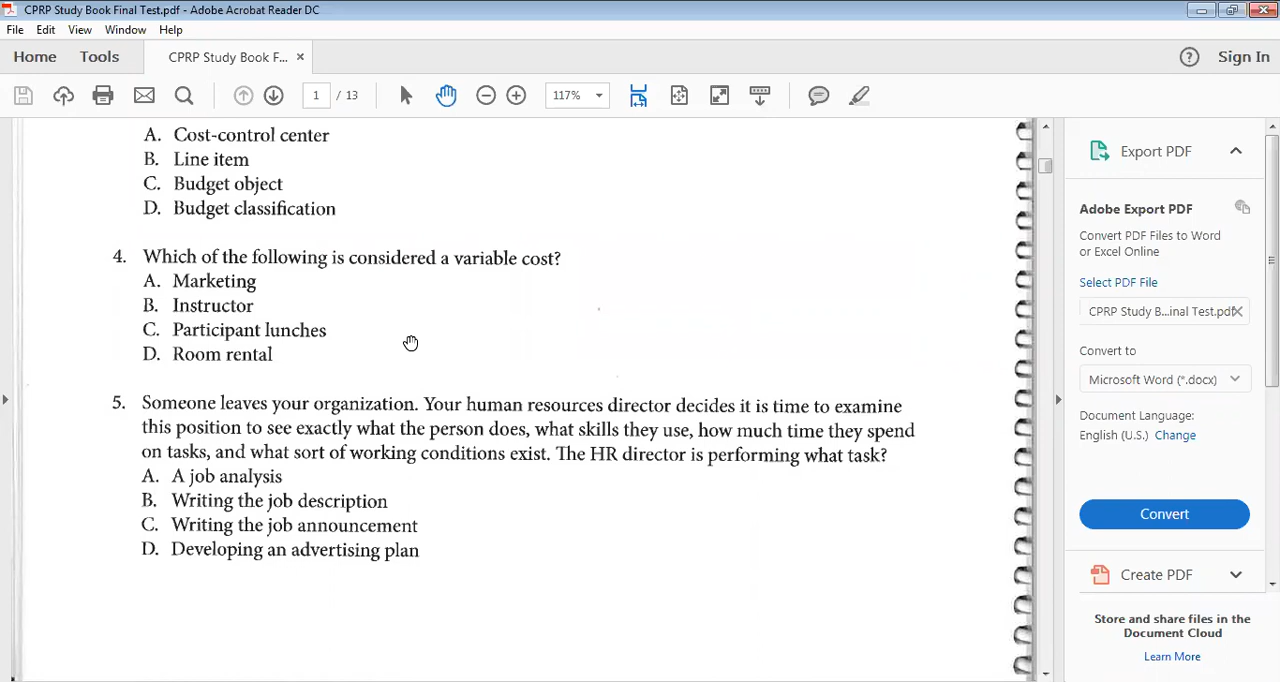 CPRP Study Book Final Test.pdf - Adobe Acrobat Reader DC
File Edit View Window Help
Home Tools CPRP Study Book F... × ? Sign In
1 / 13 117%
A. Cost-control center
B. Line item
C. Budget object
D. Budget classification
4. Which of the following is considered a variable cost?
A. Marketing
B. Instructor
C. Participant lunches
D. Room rental
5. Someone leaves your organization. Your human resources director decides it is time to examine
this position to see exactly what the person does, what skills they use, how much time they spend
on tasks, and what sort of working conditions exist. The HR director is performing what task?
A. A job analysis
B. Writing the job description
C. Writing the job announcement
D. Developing an advertising plan
Export PDF
Adobe Export PDF
Convert PDF Files to Word
or Excel Online
Select PDF File
CPRP Study B...inal Test.pdf
Convert to
Microsoft Word (*.docx)
Document Language:
English (U.S.) Change
Convert
Create PDF
Store and share files in the
Document Cloud
Learn More